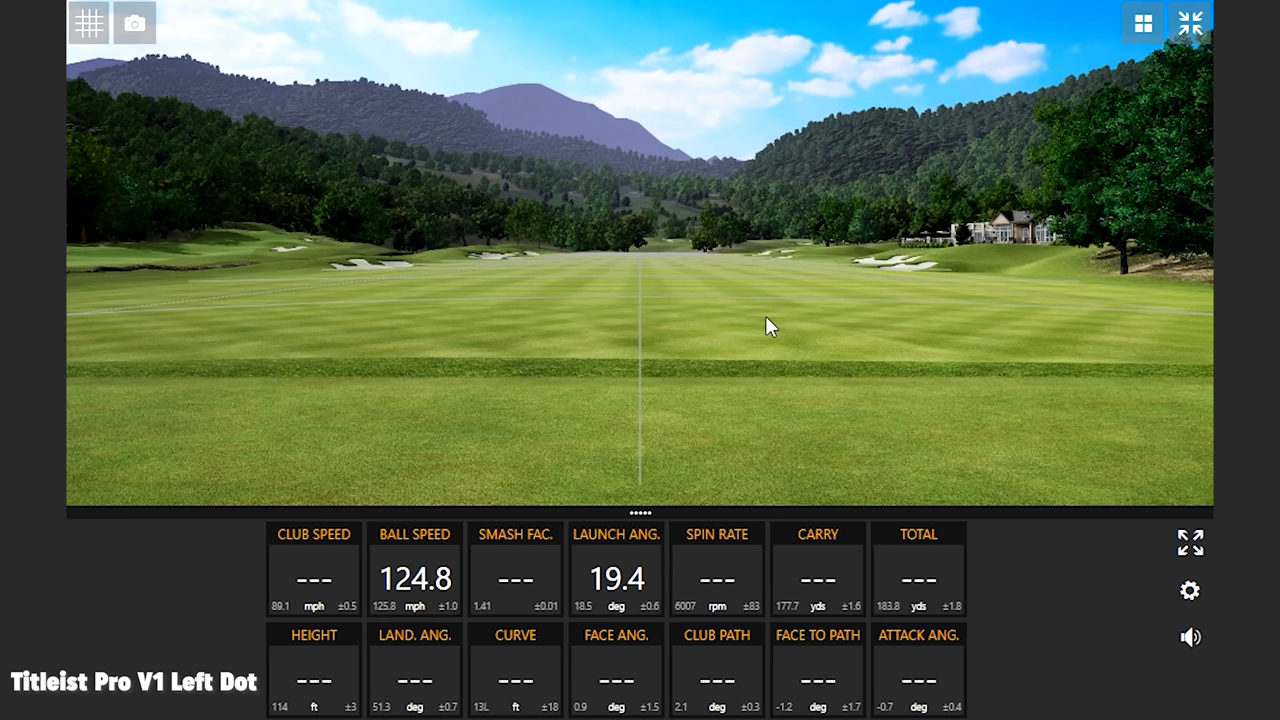 CLUB SPEED BALL SPEED SMASH FAC. LAUNCH ANG. SPIN RATE CARRY TOTAL
--- 124.8 --- 19.4 --- --- ---
89.1 mph ±0.5 125.8 mph ±1.0 1.41 ±0.01 18.5 deg ±0.6 6007 rpm ±83 177.7 yds ±1.6 183.8 yds ±1.8
HEIGHT LAND. ANG. CURVE FACE ANG. CLUB PATH FACE TO PATH ATTACK ANG.
--- --- --- --- --- --- ---
Titleist Pro V1 Left Dot
114 ft ±3 51.3 deg ±0.7 13L ft ±18 0.9 deg ±1.5 2.1 deg ±0.3 -1.2 deg ±1.7 -0.7 deg ±0.4